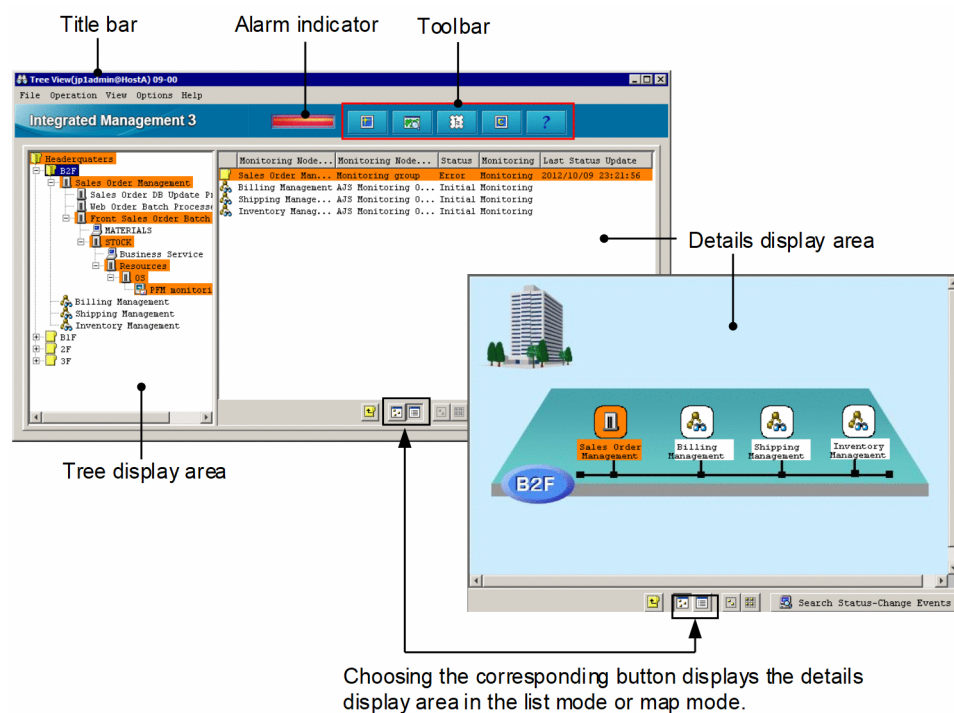 Title bar
Alarm indicator
Toolbar
Tree View(jp1admin@HostA) 09-00
File Operation View Options Help
Integrated Management 3
?
Headerquaters
B2F
Sales Order Management
Sales Order DB Update P
Web Order Batch Process
Front Sales Order Batch
MATERIALS
STOCK
Business Service
Resources
OS
PFM monitori
Billing Management
Shipping Management
Inventory Management
B1F
2F
3F
Monitoring Node... Monitoring Node... Status Monitoring Last Status Update
Sales Order Man... Monitoring group Error Monitoring 2012/10/09 23:21:56
Billing Management AJS Monitoring O... Initial Monitoring
Shipping Manage... AJS Monitoring O... Initial Monitoring
Inventory Manag... AJS Monitoring O... Initial Monitoring
Details display area
Tree display area
Sales Order
Management
Billing
Management
Shipping
Management
Inventory
Management
B2F
Search Status-Change Events
Choosing the corresponding button displays the details
display area in the list mode or map mode.